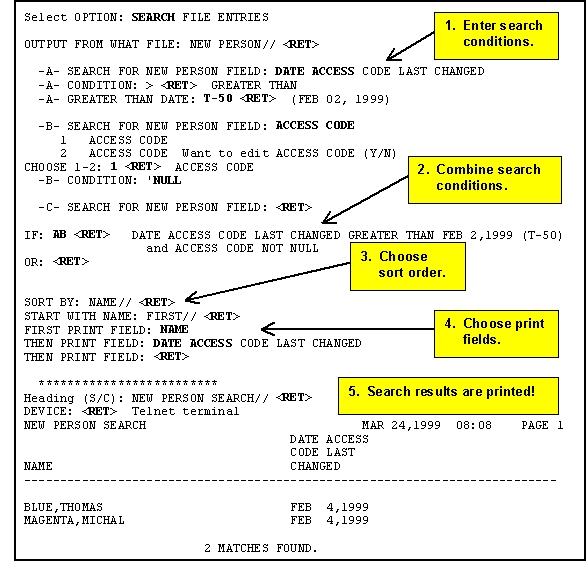 Select OPTION: SEARCH FILE ENTRIES
1. Enter search
conditions.
OUTPUT FROM WHAT FILE: NEW PERSON// <RET>
-A- SEARCH FOR NEW PERSON FIELD: DATE ACCESS CODE LAST CHANGED
-A- CONDITION: > <RET> GREATER THAN
-A- GREATER THAN DATE: T-50 <RET> (FEB 02, 1999)
-B- SEARCH FOR NEW PERSON FIELD: ACCESS CODE
1 ACCESS CODE
2 ACCESS CODE Want to edit ACCESS CODE (Y/N)
CHOOSE 1-2: 1 <RET> ACCESS CODE
-B- CONDITION: 'NULL
2. Combine search
conditions.
-C- SEARCH FOR NEW PERSON FIELD: <RET>
IF: AB <RET> DATE ACCESS CODE LAST CHANGED GREATER THAN FEB 2,1999 (T-50)
and ACCESS CODE NOT NULL
OR: <RET>
3. Choose
sort order.
SORT BY: NAME// <RET>
START WITH NAME: FIRST// <RET>
FIRST PRINT FIELD: NAME
THEN PRINT FIELD: DATE ACCESS CODE LAST CHANGED
THEN PRINT FIELD: <RET>
4. Choose print
fields.
************************
Heading (S/C): NEW PERSON SEARCH// <RET>
DEVICE: <RET> Telnet terminal
5. Search results are printed!
NEW PERSON SEARCH MAR 24,1999 08:08 PAGE 1
DATE ACCESS
CODE LAST
NAME CHANGED
--------------------------------------------------------------------------
BLUE,THOMAS FEB 4,1999
MAGENTA,MICHAL FEB 4,1999
2 MATCHES FOUND.